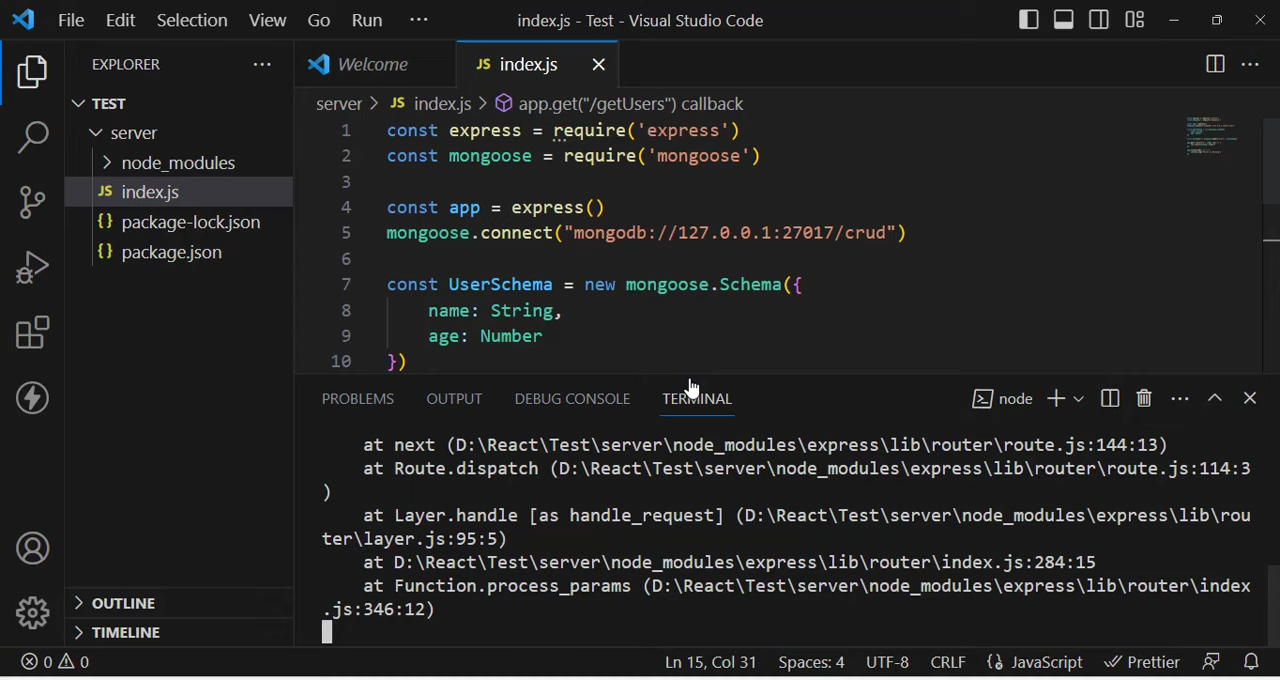 File Edit Selection View Go Run ··· index.js - Test - Visual Studio Code
EXPLORER ···
Welcome
JS index.js
TEST
server
node_modules
JS index.js
{} package-lock.json
{} package.json
OUTLINE
TIMELINE
server > JS index.js > app.get("/getUsers") callback
1 const express = require('express')
2 const mongoose = require('mongoose')
3
4 const app = express()
5 mongoose.connect("mongodb://127.0.0.1:27017/crud")
6
7 const UserSchema = new mongoose.Schema({
8 name: String,
9 age: Number
10 })
PROBLEMS OUTPUT DEBUG CONSOLE TERMINAL node
at next (D:\React\Test\server\node_modules\express\lib\router\route.js:144:13)
at Route.dispatch (D:\React\Test\server\node_modules\express\lib\router\route.js:114:3
)
at Layer.handle [as handle_request] (D:\React\Test\server\node_modules\express\lib\rou
ter\layer.js:95:5)
at D:\React\Test\server\node_modules\express\lib\router\index.js:284:15
at Function.process_params (D:\React\Test\server\node_modules\express\lib\router\index
.js:346:12)
0 0 Ln 15, Col 31 Spaces: 4 UTF-8 CRLF {} JavaScript Prettier